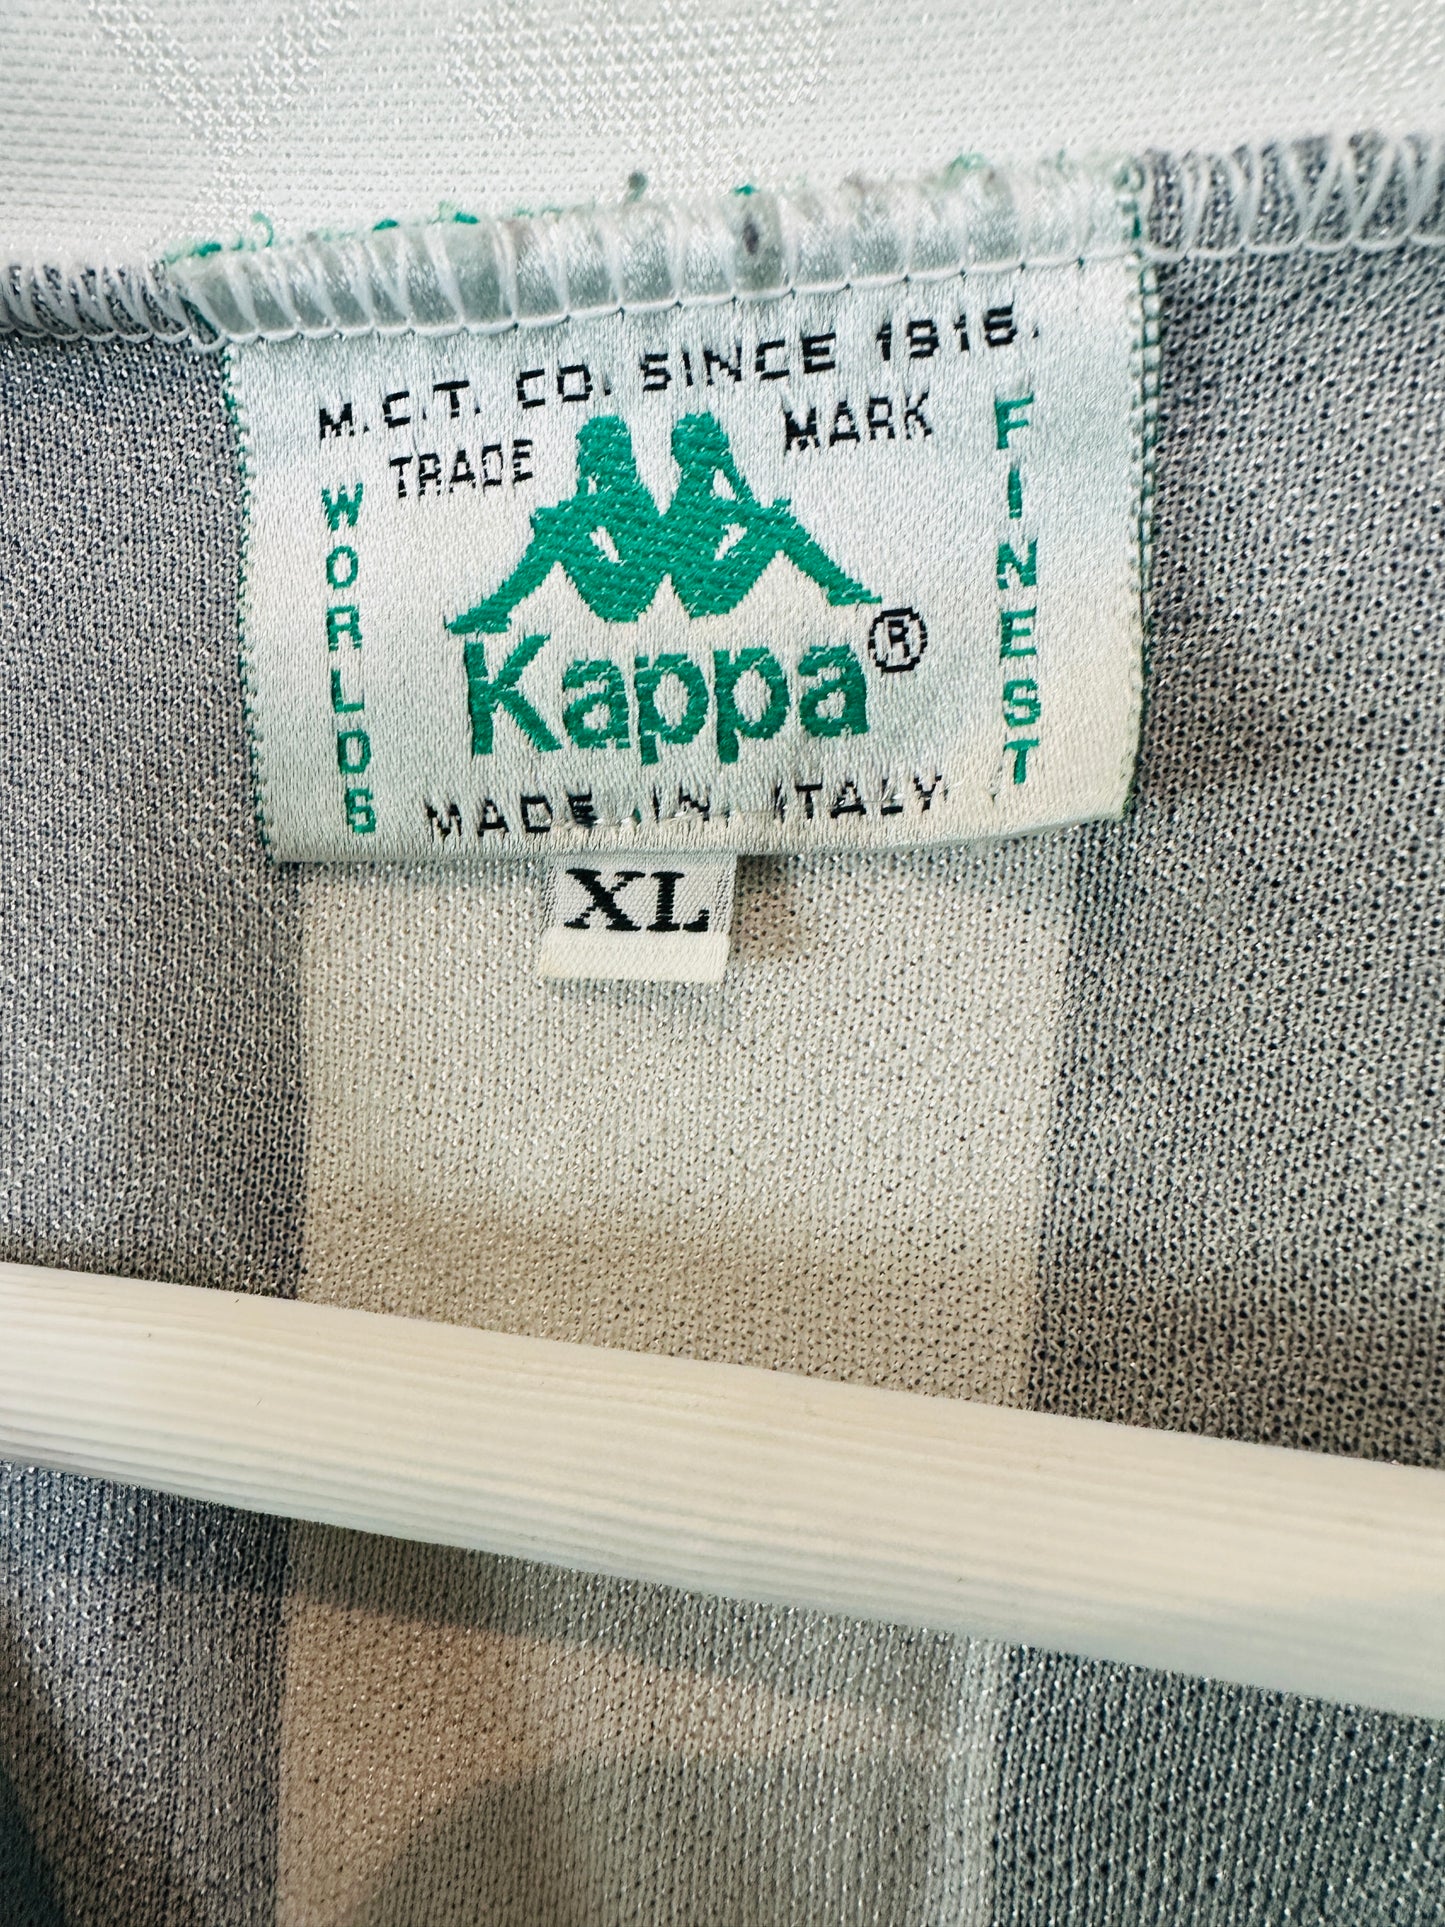 M.C.T. CO. SINCE 1916.
TRADE MARK
WORLDS
FINEST
Kappa®
MADE IN ITALY
XL